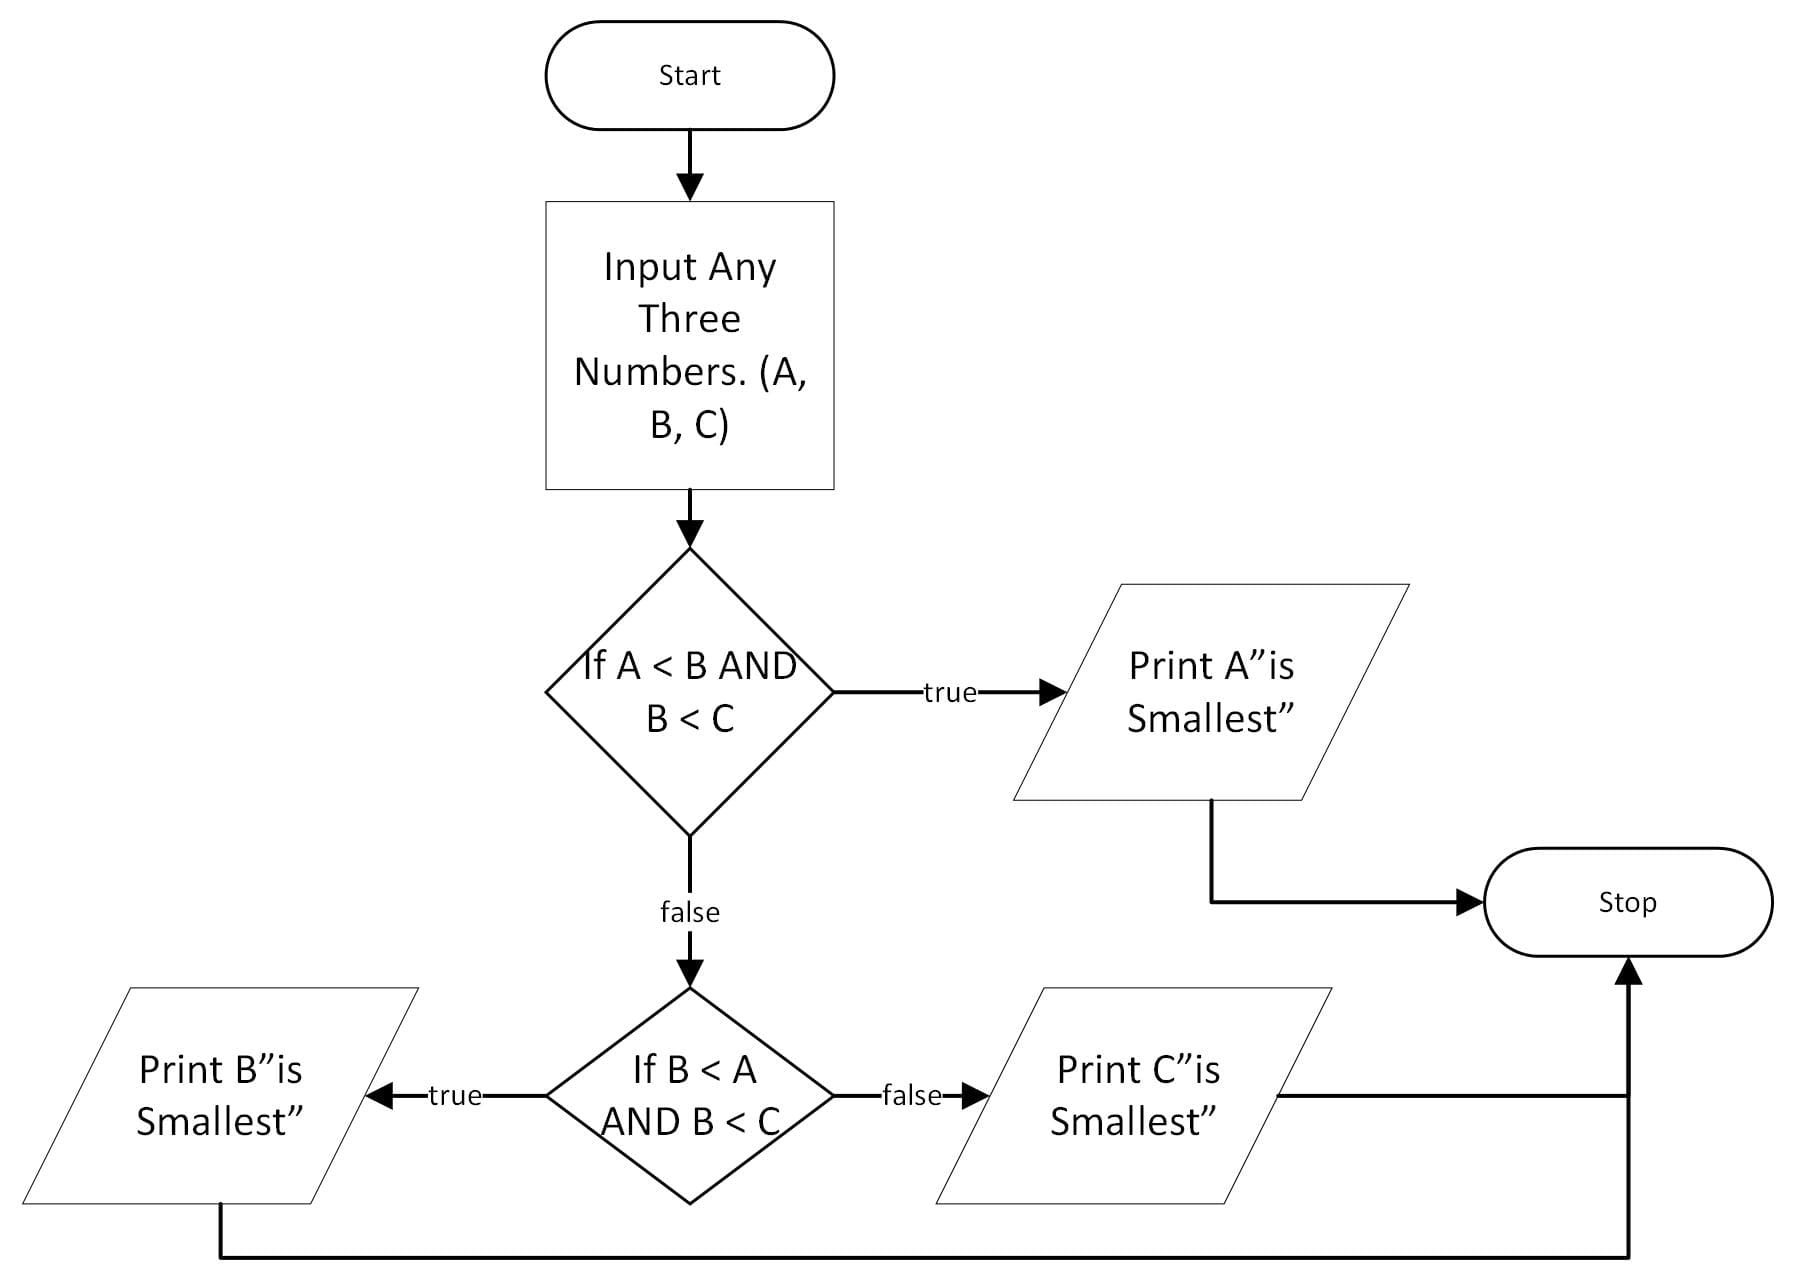 Start
Input Any
Three
Numbers. (A,
B, C)
If A < B AND
B < C
true
Print A”is
Smallest”
false
Stop
Print B”is
Smallest”
true
If B < A
AND B < C
false
Print C”is
Smallest”